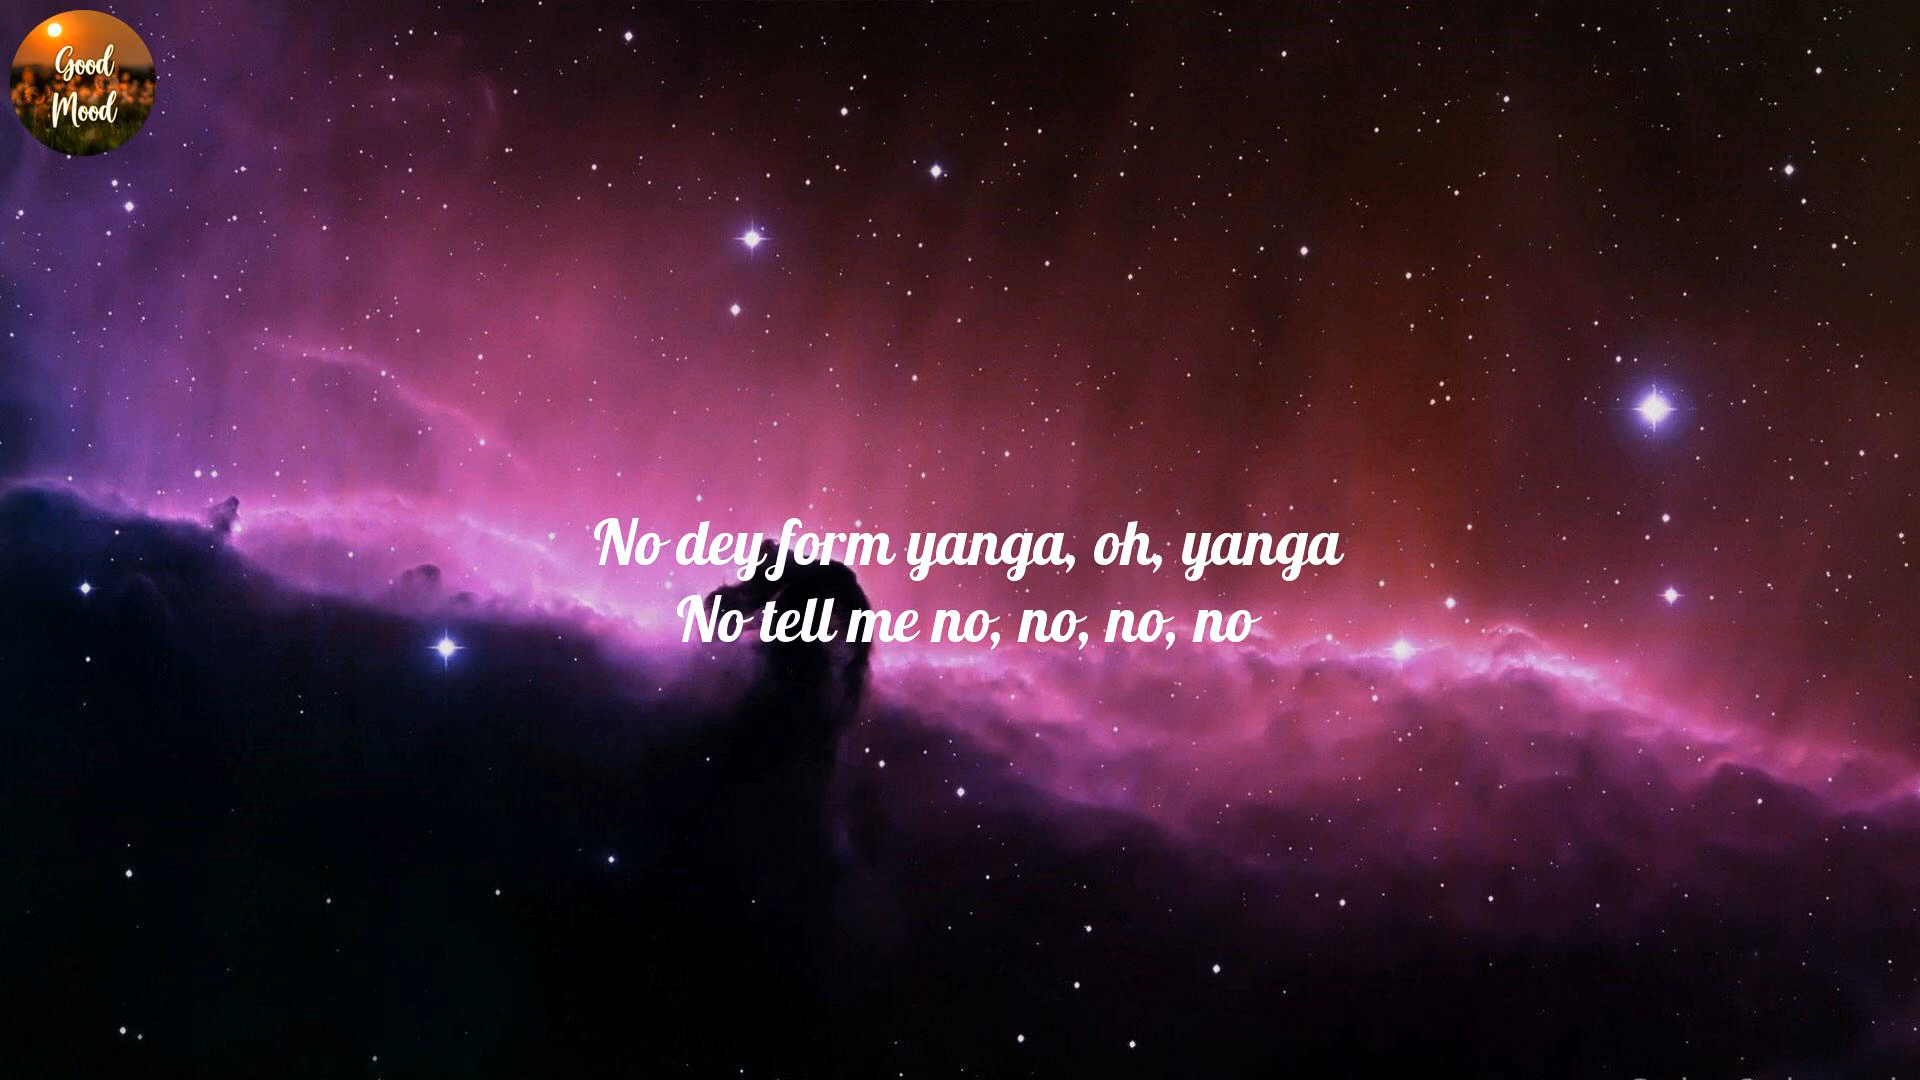 Good
Mood
No dey form yanga, oh, yanga
No tell me no, no, no, no